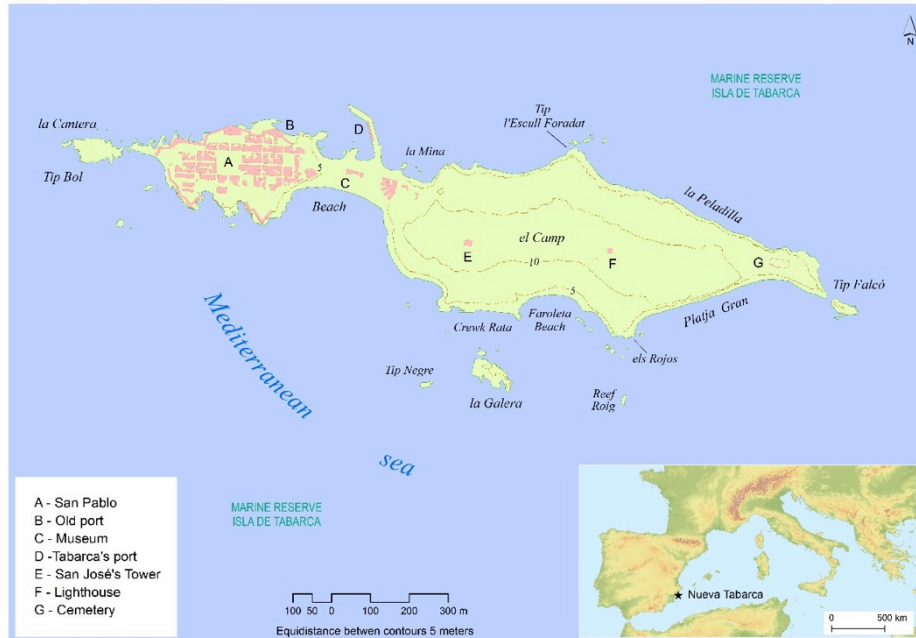 N
MARINE RESERVE
ISLA DE TABARCA
Tip
l'Escull Foradat
la Cantera
B
D
la Mina
A
5
C
Tip Bol
Beach
la Peladilla
el Camp
E
F
G
10
5
Tip Falcó
Mediterranean
sea
Platja Gran
Crewk Rata
Faroleta
Beach
els Rojos
Tip Negre
la Galera
Reef
Roig
MARINE RESERVE
ISLA DE TABARCA
A - San Pablo
B - Old port
C - Museum
D -Tabarca's port
E - San José's Tower
F - Lighthouse
G - Cemetery
100 50 0 100 200 300 m
Equidistance betwen contours 5 meters
Nueva Tabarca
0 500 km